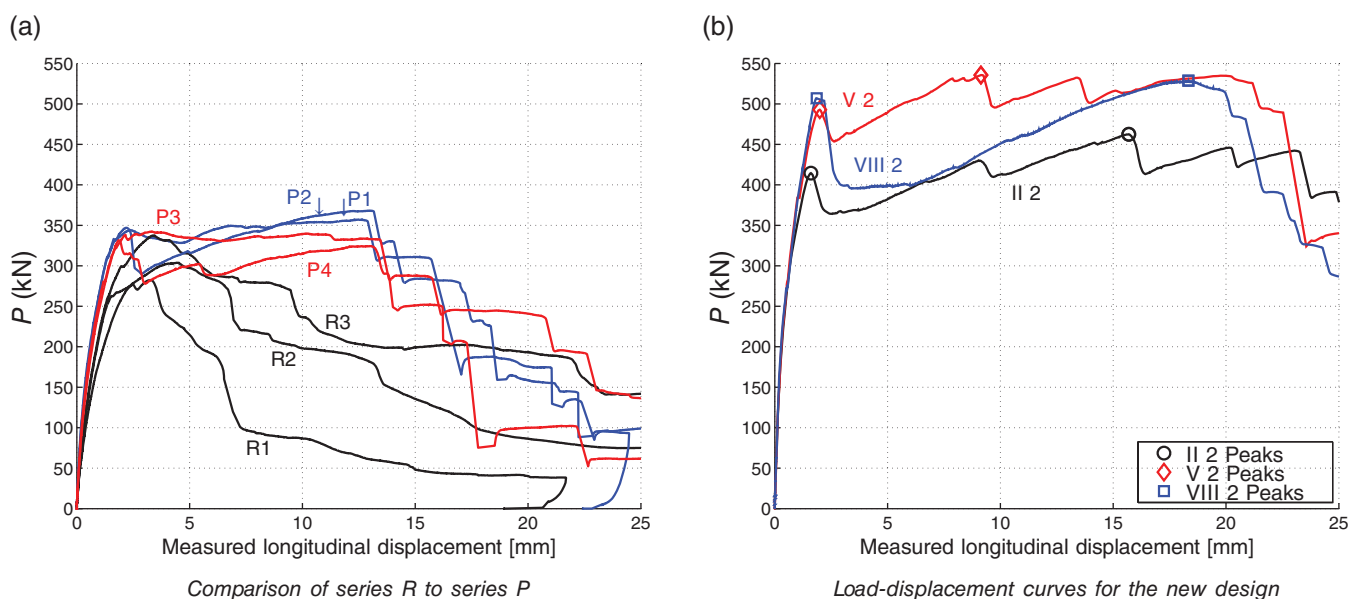 (a)
550
500
450
400
350
300
250
200
150
100
50
0
P (kN)
P3
P2
P1
P4
R3
R2
R1
0
5
10
15
20
25
Measured longitudinal displacement [mm]
Comparison of series R to series P
(b)
550
500
450
400
350
300
250
200
150
100
50
0
P (kN)
V 2
VIII 2
II 2
II 2 Peaks
V 2 Peaks
VIII 2 Peaks
0
5
10
15
20
25
Measured longitudinal displacement [mm]
Load-displacement curves for the new design